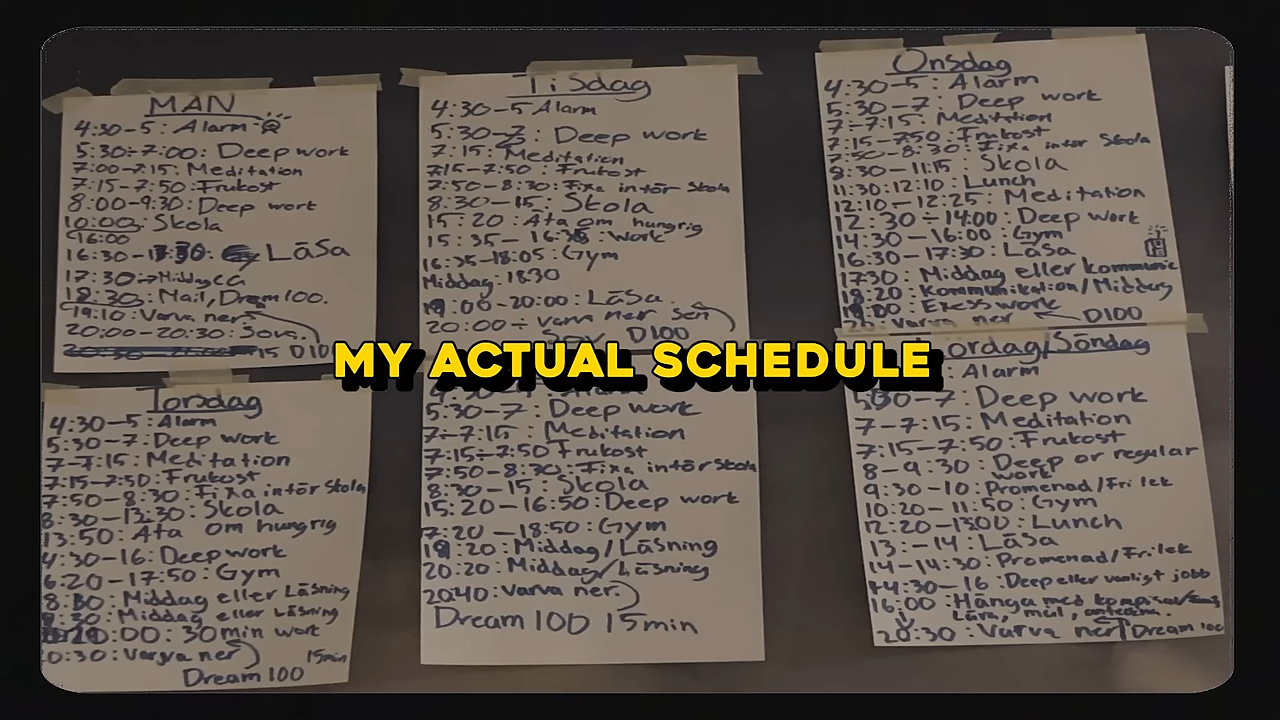 MÅN
4:30-5: Alarm
5:30-7:00: Deep work
7:00-7:15: Meditation
7:15-7:50: Frukost
8:00-9:30: Deep work
10:00: Skola
16:00
16:30- : Läsa
17:30: Middag
18:30: Mail, Dream 100.
19:10: Varva ner
20:00-20:30: Sova.
15 D10
Tisdag
4:30-5 Alarm
5:30-7: Deep work
7:15: Meditation
7:15-7:50: Frukost
7:50-8:30: Fixa inför Skola
8:30-15: Skola
15:20: Äta om hungrig
15:35-16: : Work
16:35-18:05: Gym
Middag: 18:30
19:00-20:00: Läsa.
20:00- varva ner sen
Sov D100
Onsdag
4:30-5: Alarm
5:30-7: Deep work
7-7:15: Meditation
7:15-7:50: Frukost
7:50-8:30: Fixa inför Skola
8:30-11:15: Skola
11:30:12:10: Lunch
12:10-12:25: Meditation
12:30-14:00: Deep work
14:30-16:00: Gym
16:30-17:30: Läsa
17:30: Middag eller kommunik
18:20: Kommunikation/Middag
19:00: Exess work
20: Varva ner D100
MY ACTUAL SCHEDULE
Torsdag
4:30-5: Alarm
5:30-7: Deep work
7-7:15: Meditation
7:15-7:50: Frukost
7:50-8:30: Fixa inför Skola
8:30-13:30: Skola
13:50: Äta om hungrig
4:30-16: Deep work
6:20-17:50: Gym
8:30: Middag eller Läsning
: Middag eller Läsning
:00: 30 min work
0:30: Varva ner
15min
Dream 100
5:30-7: Deep work
7-7:15: Meditation
7:15-7:50 Frukost
7:50-8:30: Fixa inför Skola
8:30-15: Skola
15:20-16:50: Deep work
17:20-18:50: Gym
19:20: Middag/Läsning
20:20: Middag/Läsning
20:40: Varva ner.
Dream 100 15min
Lördag/Söndag
Alarm
5:30-7: Deep work
7-7:15: Meditation
7:15-7:50: Frukost
8-9:30: Deep or regular
work
9:30-10: Promenad/Fri lek
10:20-11:50: Gym
12:20-13:00: Lunch
13:-14: Läsa
14-14:30: Promenad/Fri lek
14:30-16: Deep eller vanligt jobb
16:00: Hänga med kompisar/
Lära, mail, anteckna.
20:30: Varva ner Dream 100